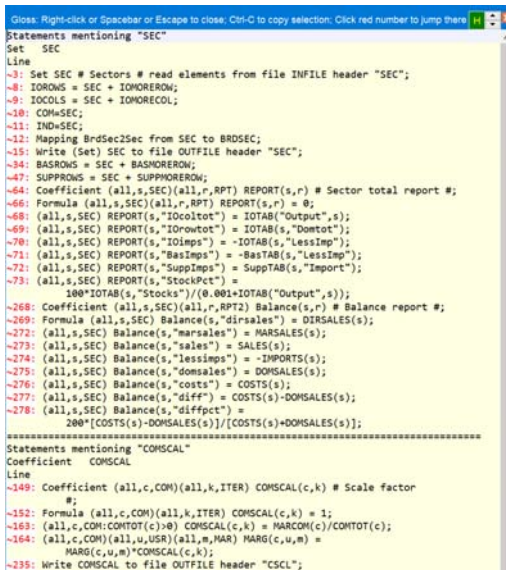 Gloss: Right-click or Spacebar or Escape to close; Ctrl-C to copy selection; Click red number to jump there H
Statements mentioning "SEC"
Set SEC
Line
~3: Set SEC # Sectors # read elements from file INFILE header "SEC";
~8: IOROWS = SEC + IOMOREROW;
~9: IOCOLS = SEC + IOMORECOL;
~10: COM=SEC;
~11: IND=SEC;
~12: Mapping BrdSec2Sec from SEC to BRDSEC;
~15: Write (Set) SEC to file OUTFILE header "SEC";
~34: BASROWS = SEC + BASMOREROW;
~47: SUPPROWS = SEC + SUPPMOREROW;
~64: Coefficient (all,s,SEC)(all,r,RPT) REPORT(s,r) # Sector total report #;
~66: Formula (all,s,SEC)(all,r,RPT) REPORT(s,r) = 0;
~68: (all,s,SEC) REPORT(s,"IOcoltot") = IOTAB("Output",s);
~69: (all,s,SEC) REPORT(s,"IOrowtot") = IOTAB(s,"Domtot");
~70: (all,s,SEC) REPORT(s,"IOimps") = -IOTAB(s,"LessImp");
~71: (all,s,SEC) REPORT(s,"BasImps") = -BasTAB(s,"LessImp");
~72: (all,s,SEC) REPORT(s,"SuppImps") = SuppTAB(s,"Import");
~73: (all,s,SEC) REPORT(s,"StockPct") =
100*IOTAB(s,"Stocks")/(0.001+IOTAB("Output",s));
~268: Coefficient (all,s,SEC)(all,r,RPT2) Balance(s,r) # Balance report #;
~269: Formula (all,s,SEC) Balance(s,"dirsales") = DIRSALES(s);
~272: (all,s,SEC) Balance(s,"marsales") = MARSALES(s);
~273: (all,s,SEC) Balance(s,"sales") = SALES(s);
~274: (all,s,SEC) Balance(s,"lessimps") = -IMPORTS(s);
~275: (all,s,SEC) Balance(s,"domsales") = DOMSALES(s);
~276: (all,s,SEC) Balance(s,"costs") = COSTS(s);
~277: (all,s,SEC) Balance(s,"diff") = COSTS(s)-DOMSALES(s);
~278: (all,s,SEC) Balance(s,"diffpct") =
200*[COSTS(s)-DOMSALES(s)]/[COSTS(s)+DOMSALES(s)];
================================================================================
Statements mentioning "COMSCAL"
Coefficient COMSCAL
Line
~149: Coefficient (all,c,COM)(all,k,ITER) COMSCAL(c,k) # Scale factor
#;
~152: Formula (all,c,COM)(all,k,ITER) COMSCAL(c,k) = 1;
~163: (all,c,COM:COMTOT(c)>0) COMSCAL(c,k) = MARCOM(c)/COMTOT(c);
~164: (all,c,COM)(all,u,USR)(all,m,MAR) MARG(c,u,m) =
MARG(c,u,m)*COMSCAL(c,k);
~235: Write COMSCAL to file OUTFILE header "CSCL";